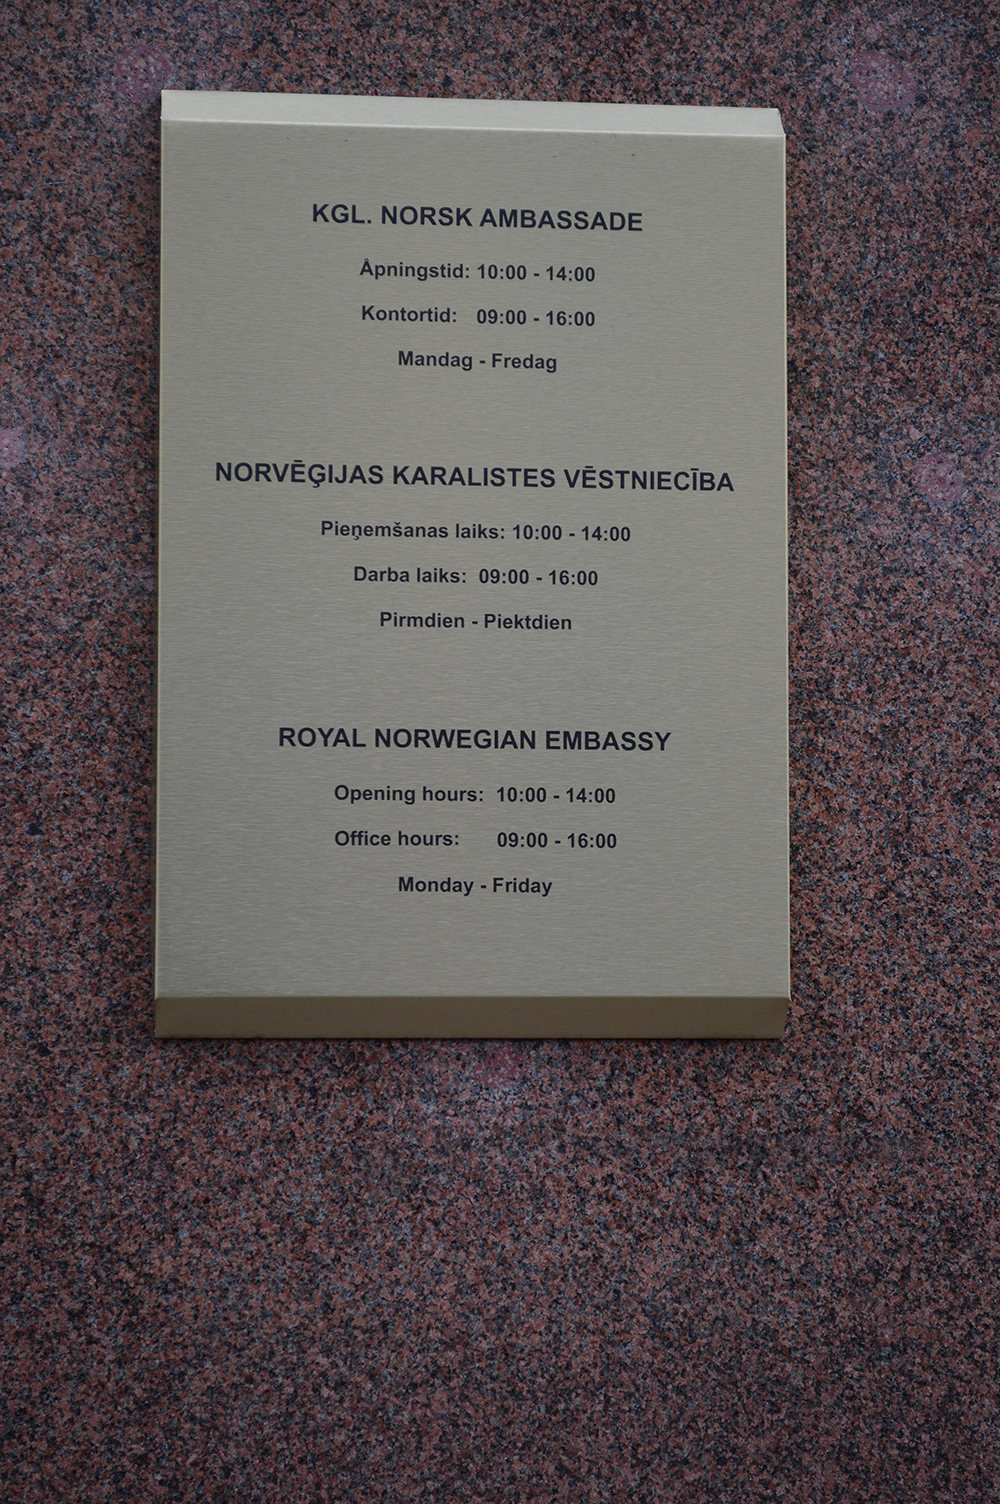 KGL. NORSK AMBASSADE
Åpningstid: 10:00 - 14:00
Kontortid: 09:00 - 16:00
Mandag - Fredag
NORVĒĢIJAS KARALISTES VĒSTNIECĪBA
Pieņemšanas laiks: 10:00 - 14:00
Darba laiks: 09:00 - 16:00
Pirmdien - Piektdien
ROYAL NORWEGIAN EMBASSY
Opening hours: 10:00 - 14:00
Office hours: 09:00 - 16:00
Monday - Friday